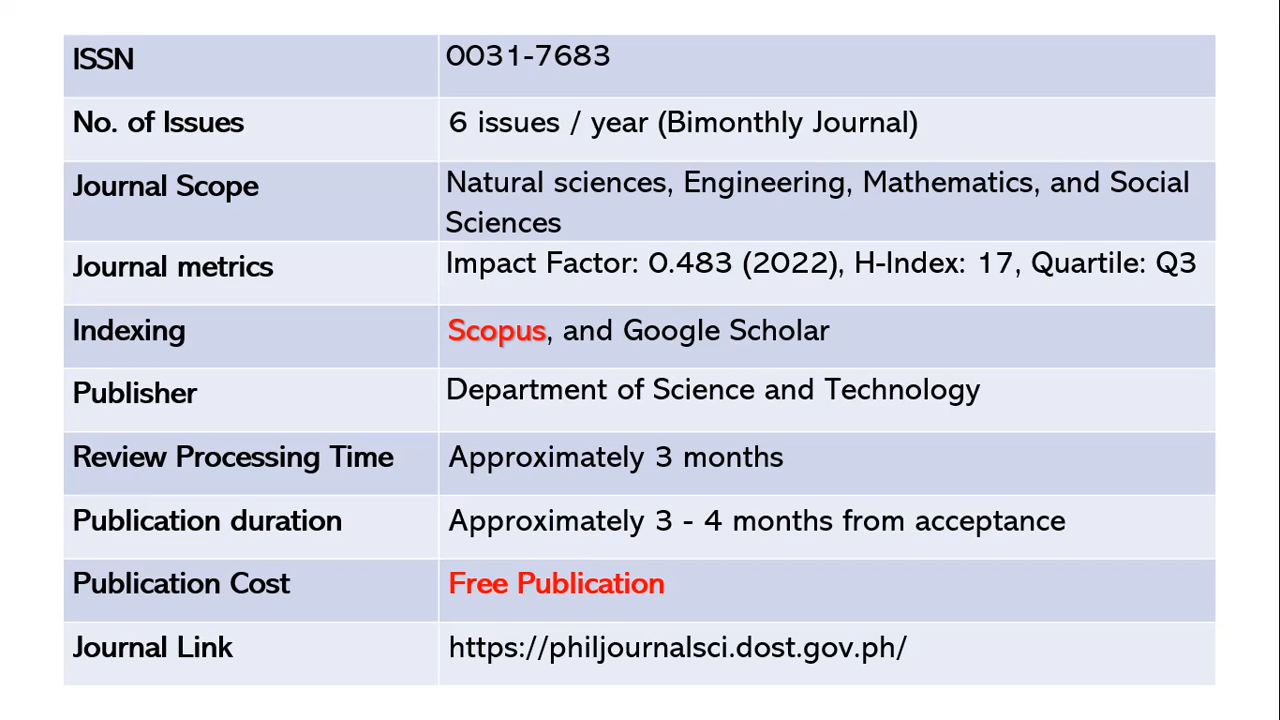 ISSN 0031-7683
No. of Issues 6 issues / year (Bimonthly Journal)
Journal Scope Natural sciences, Engineering, Mathematics, and Social
Sciences
Journal metrics Impact Factor: 0.483 (2022), H-Index: 17, Quartile: Q3
Indexing Scopus, and Google Scholar
Publisher Department of Science and Technology
Review Processing Time Approximately 3 months
Publication duration Approximately 3 - 4 months from acceptance
Publication Cost Free Publication
Journal Link https://philjournalsci.dost.gov.ph/